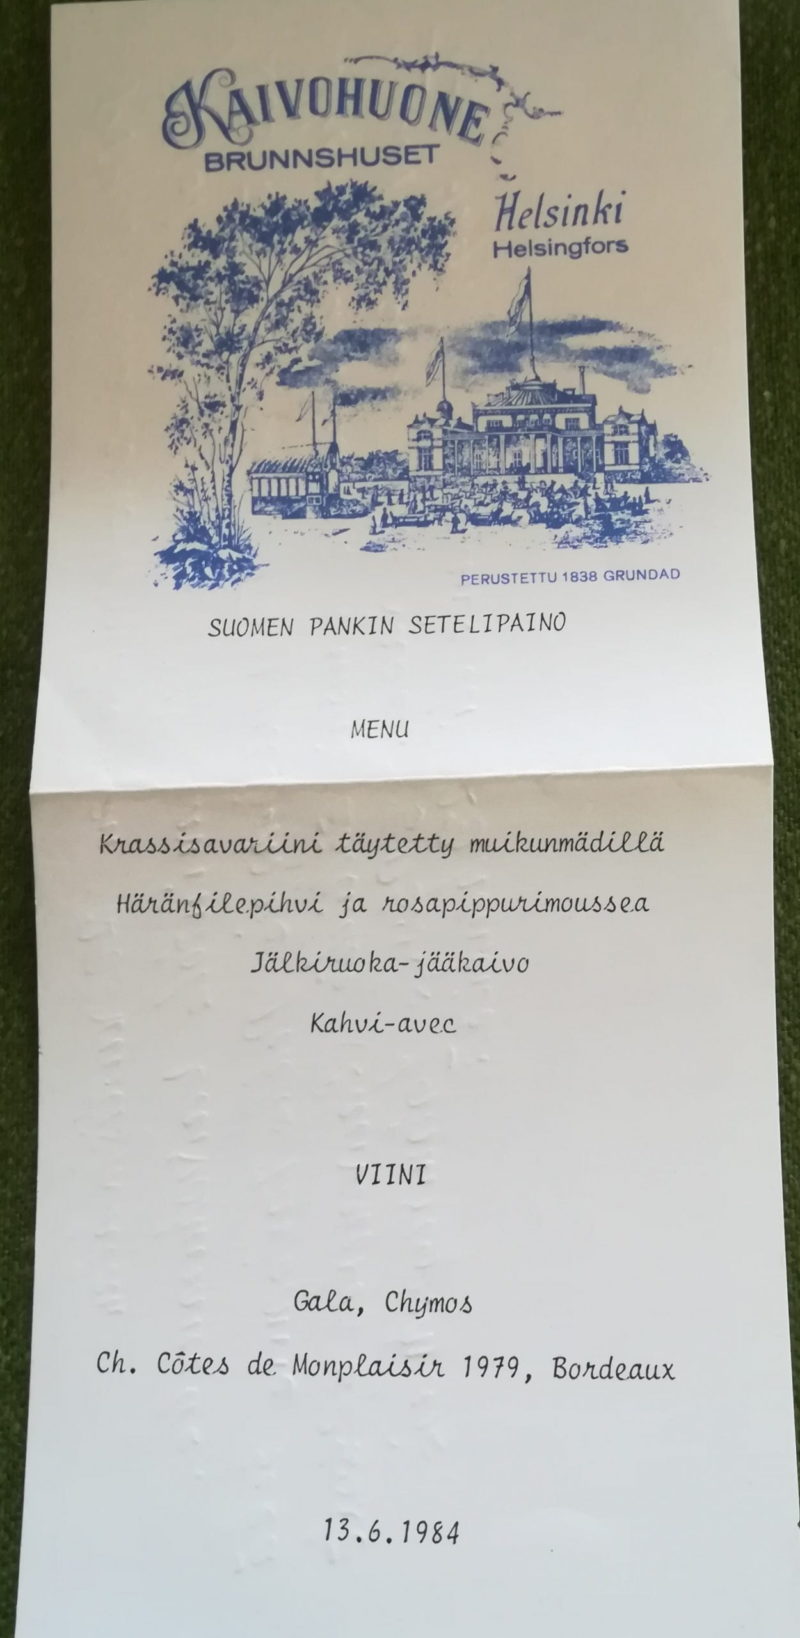 KAIVOHUONE
BRUNNSHUSET
Helsinki
Helsingfors
PERUSTETTU 1838 GRUNDAD
SUOMEN PANKIN SETELIPAINO
MENU
Krassisavariini täytetty muikunmädillä
Häränfilepihvi ja rosapippurimoussea
Jälkiruoka-jääkaivo
Kahvi-avec
VIINI
Gala, Chymos
Ch. Côtes de Monplaisir 1979, Bordeaux
13.6.1984